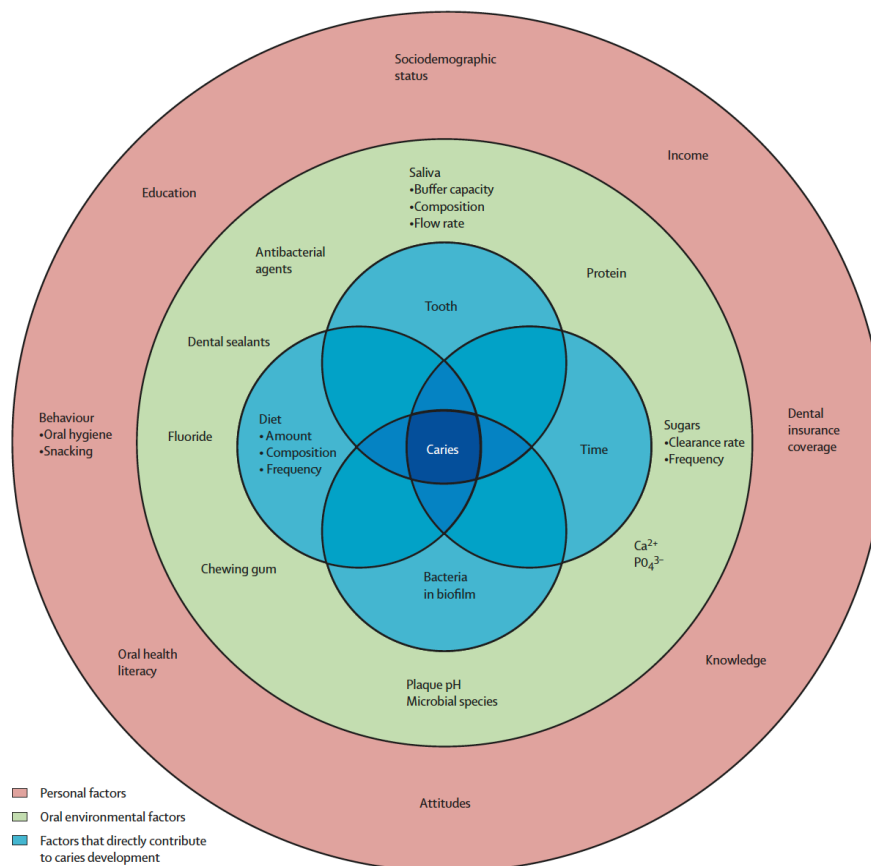 Sociodemographic
status
Income
Education
Saliva
•Buffer capacity
•Composition
•Flow rate
Antibacterial
agents
Protein
Tooth
Dental sealants
Behaviour
•Oral hygiene
•Snacking
Fluoride
Diet
• Amount
• Composition
• Frequency
Caries
Time
Sugars
•Clearance rate
•Frequency
Dental
insurance
coverage
Ca²⁺
PO₄³⁻
Chewing gum
Bacteria
in biofilm
Oral health
literacy
Knowledge
Plaque pH
Microbial species
Attitudes
Personal factors
Oral environmental factors
Factors that directly contribute
to caries development